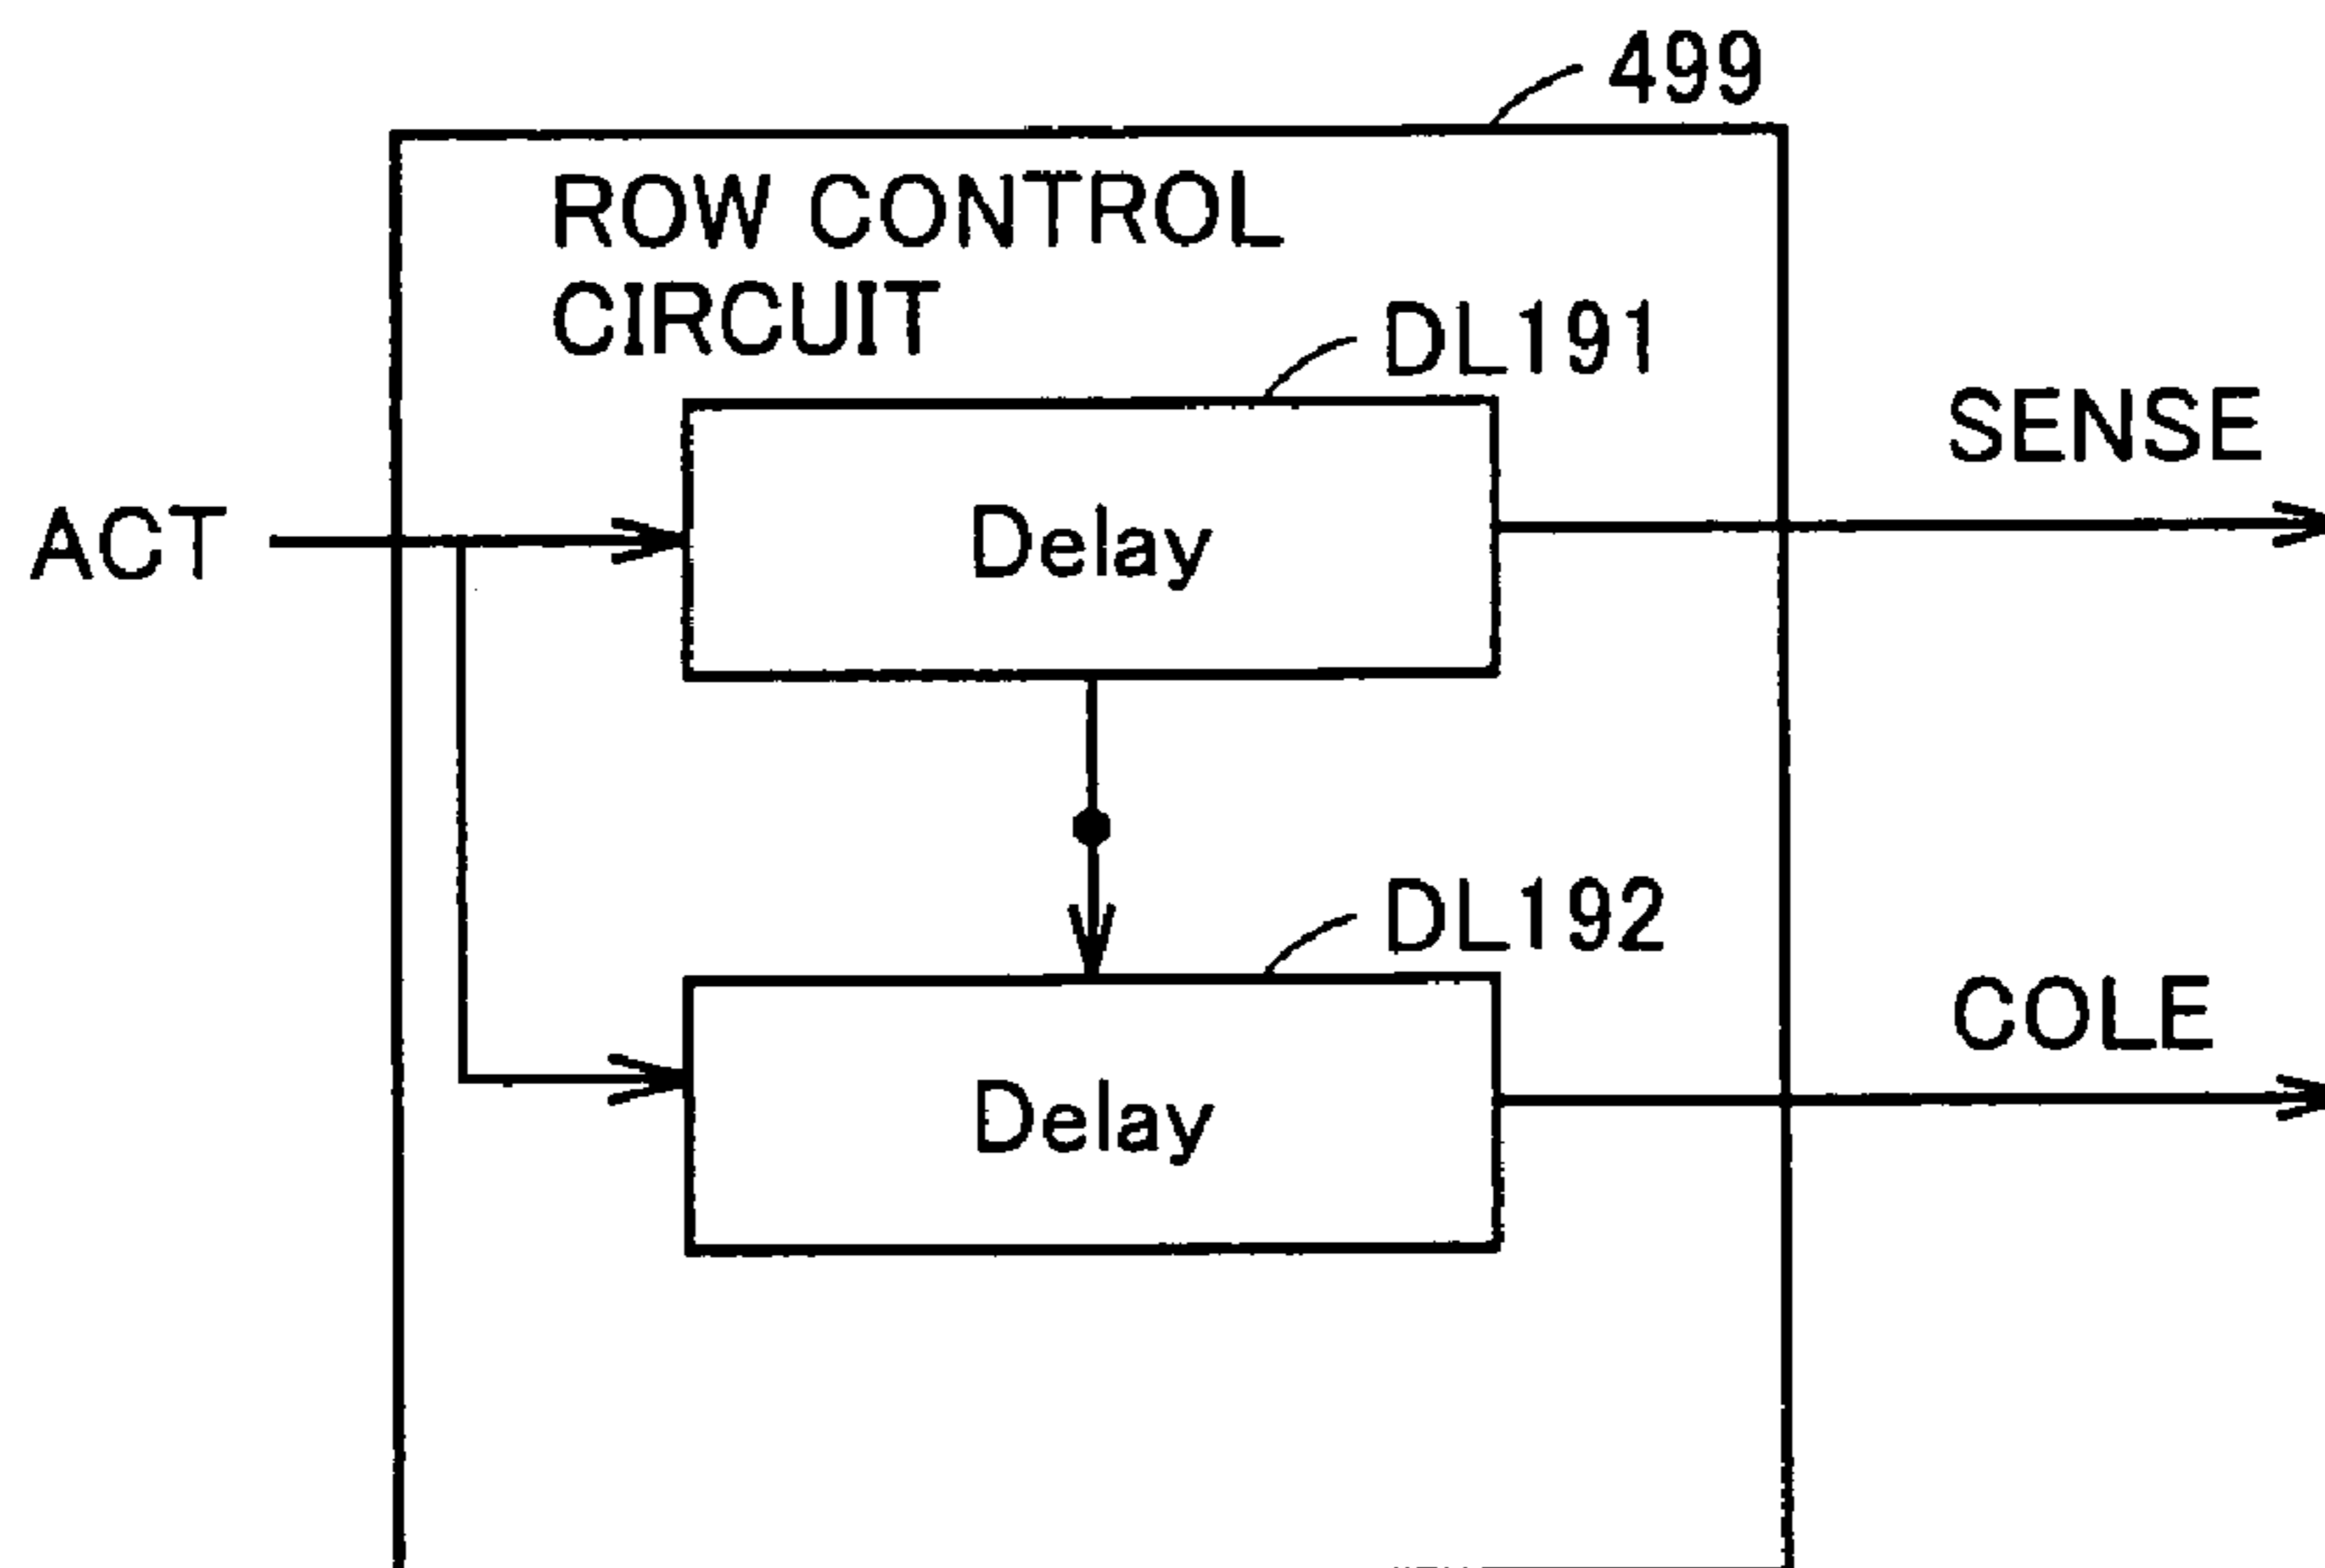 499
ROW CONTROL
CIRCUIT
DL191
SENSE
ACT
Delay
DL192
COLE
Delay